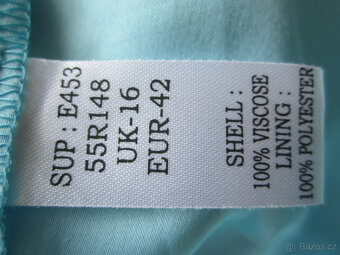 SUP : E453
55R148
UK-16
EUR-42
SHELL :
100% VISCOSE
LINING :
100% POLYESTER
© Bazos.cz